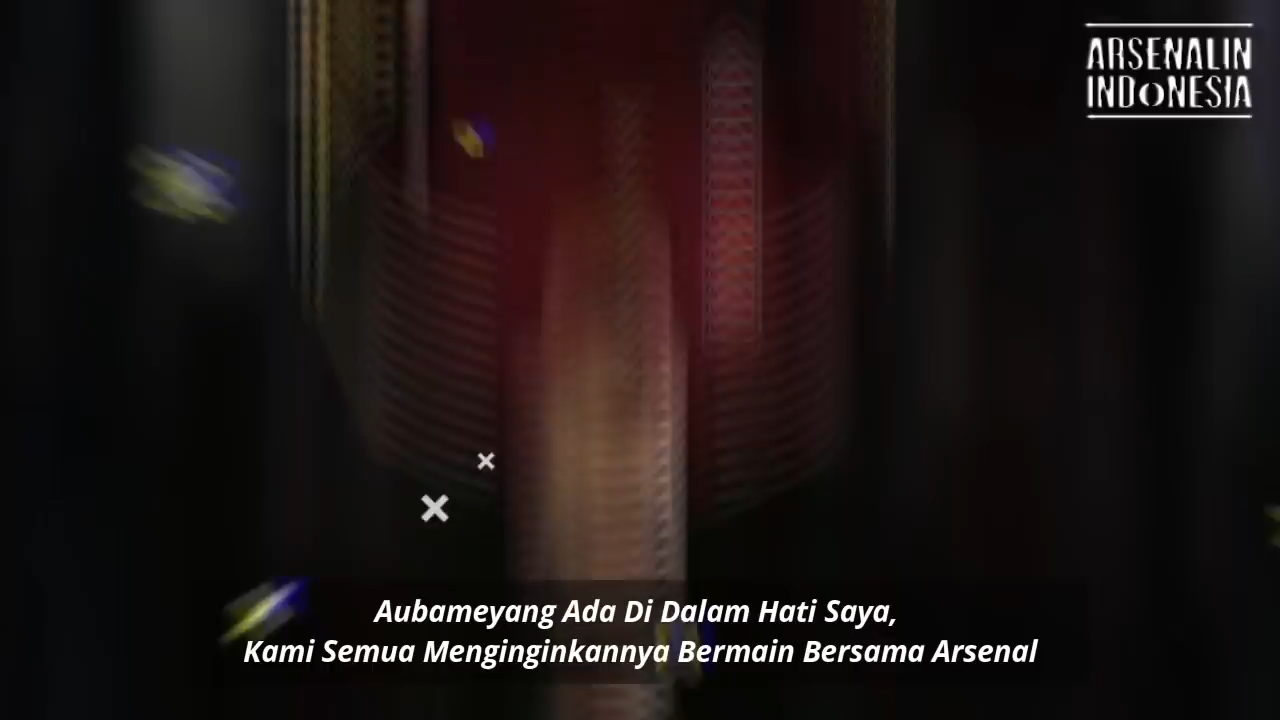 ARSENALIN
INDONESIA
Aubameyang Ada Di Dalam Hati Saya,
Kami Semua Menginginkannya Bermain Bersama Arsenal